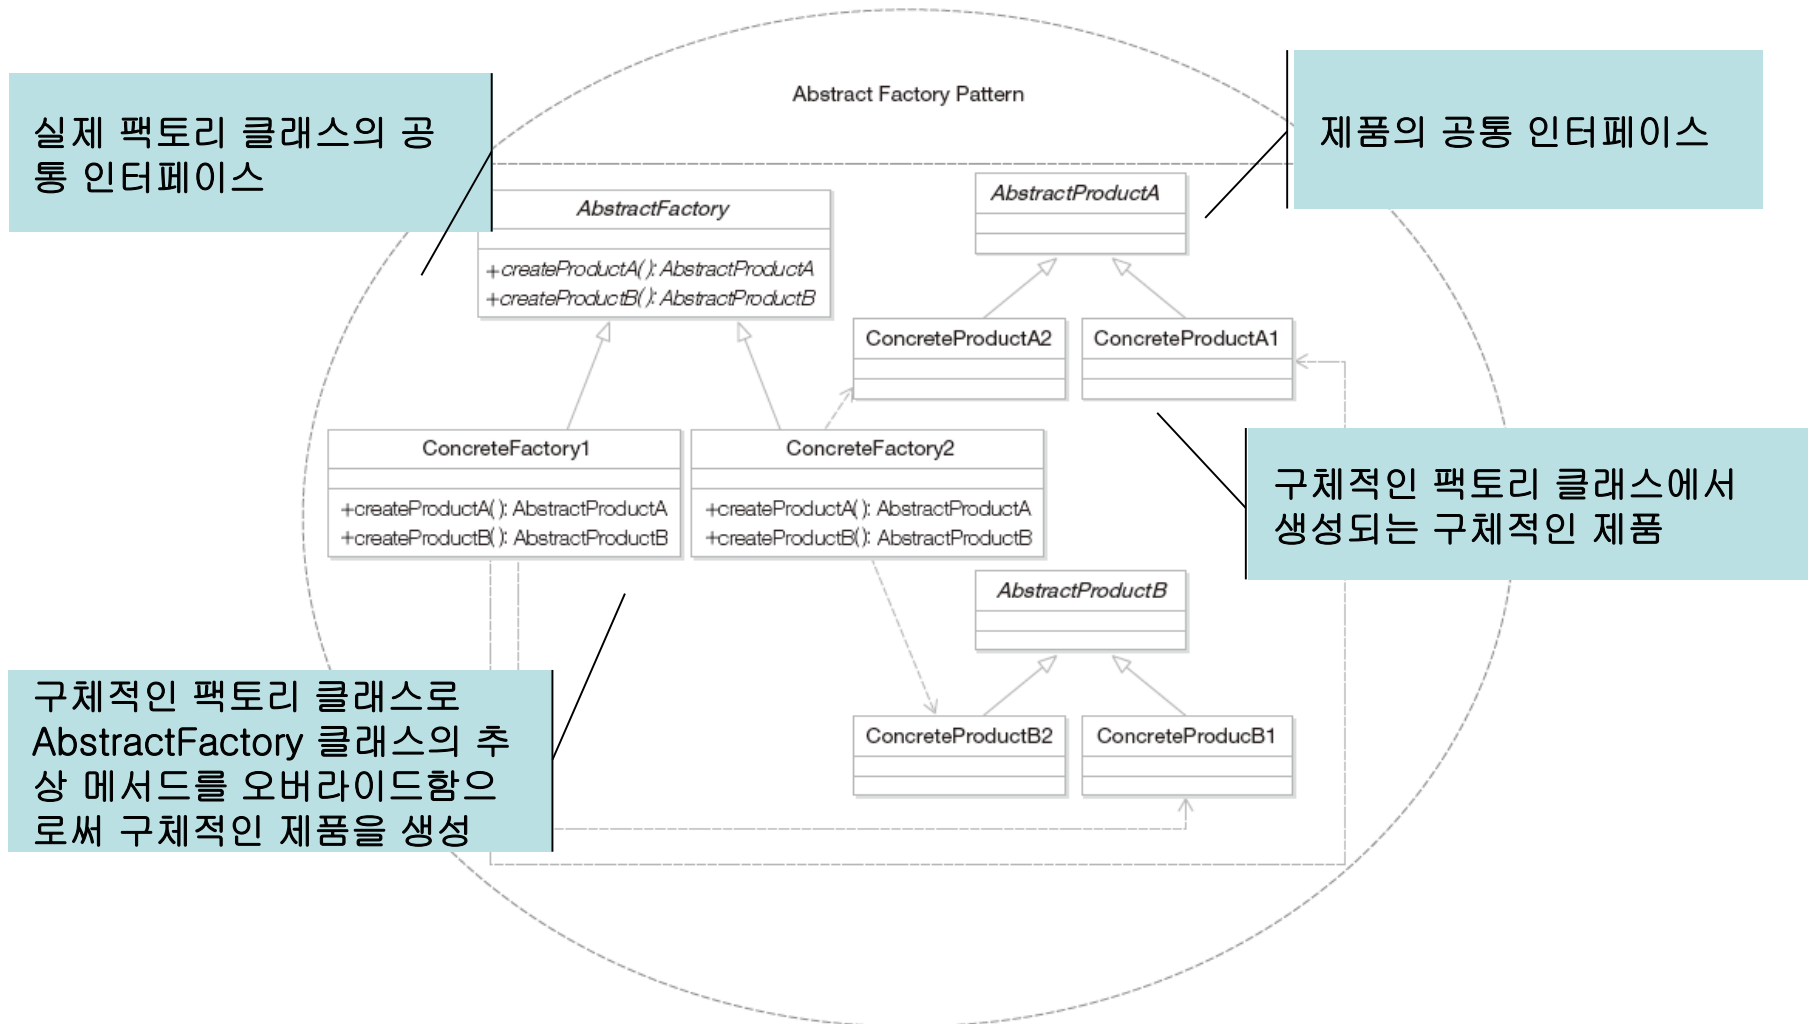 Abstract Factory Pattern
실제 팩토리 클래스의 공
통 인터페이스
제품의 공통 인터페이스
AbstractFactory
+createProductA(): AbstractProductA
+createProductB(): AbstractProductB
AbstractProductA
ConcreteProductA2
ConcreteProductA1
ConcreteFactory1
+createProductA(): AbstractProductA
+createProductB(): AbstractProductB
ConcreteFactory2
+createProductA(): AbstractProductA
+createProductB(): AbstractProductB
구체적인 팩토리 클래스에서
생성되는 구체적인 제품
AbstractProductB
구체적인 팩토리 클래스로
AbstractFactory 클래스의 추
상 메서드를 오버라이드함으
로써 구체적인 제품을 생성
ConcreteProductB2
ConcreteProducB1